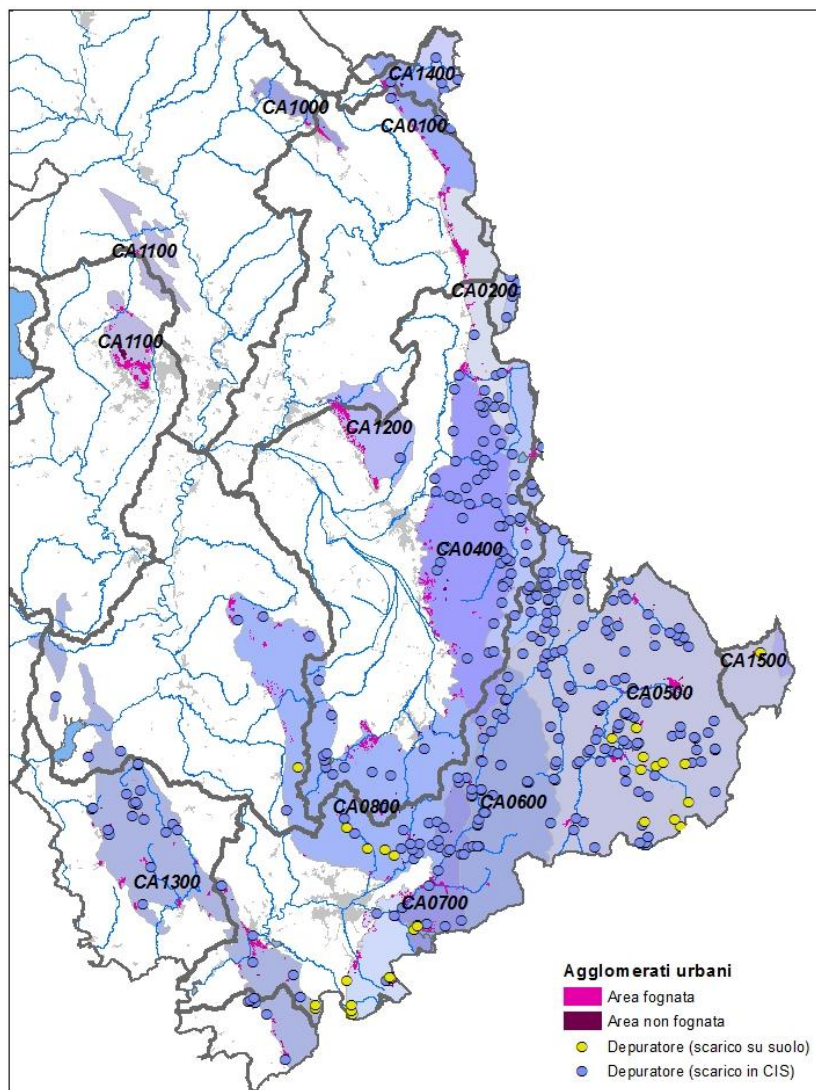 CA1400
CA1000
CA0100
CA1100
CA0200
CA1100
CA1200
CA0400
CA1500
CA0500
CA0800
CA0600
CA1300
CA0700
Agglomerati urbani
Area fognata
Area non fognata
Depuratore (scarico su suolo)
Depuratore (scarico in CIS)